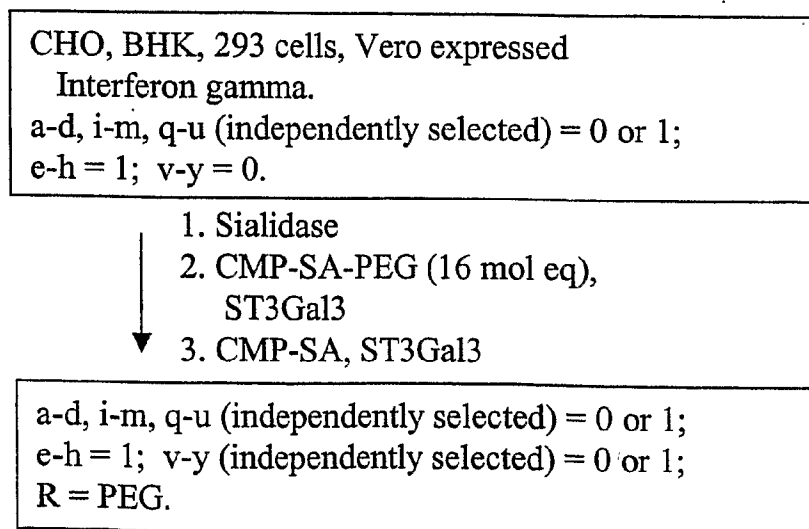 CHO, BHK, 293 cells, Vero expressed
Interferon gamma.
a-d, i-m, q-u (independently selected) = 0 or 1;
e-h = 1; v-y = 0.
1. Sialidase
2. CMP-SA-PEG (16 mol eq),
ST3Gal3
3. CMP-SA, ST3Gal3
a-d, i-m, q-u (independently selected) = 0 or 1;
e-h = 1; v-y (independently selected) = 0 or 1;
R = PEG.